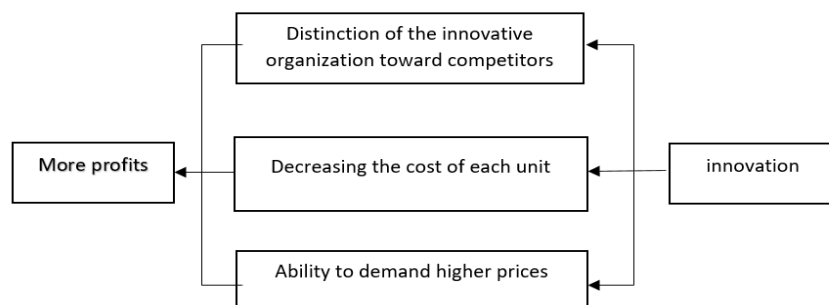 Distinction of the innovative
organization toward competitors
More profits
Decreasing the cost of each unit
innovation
Ability to demand higher prices